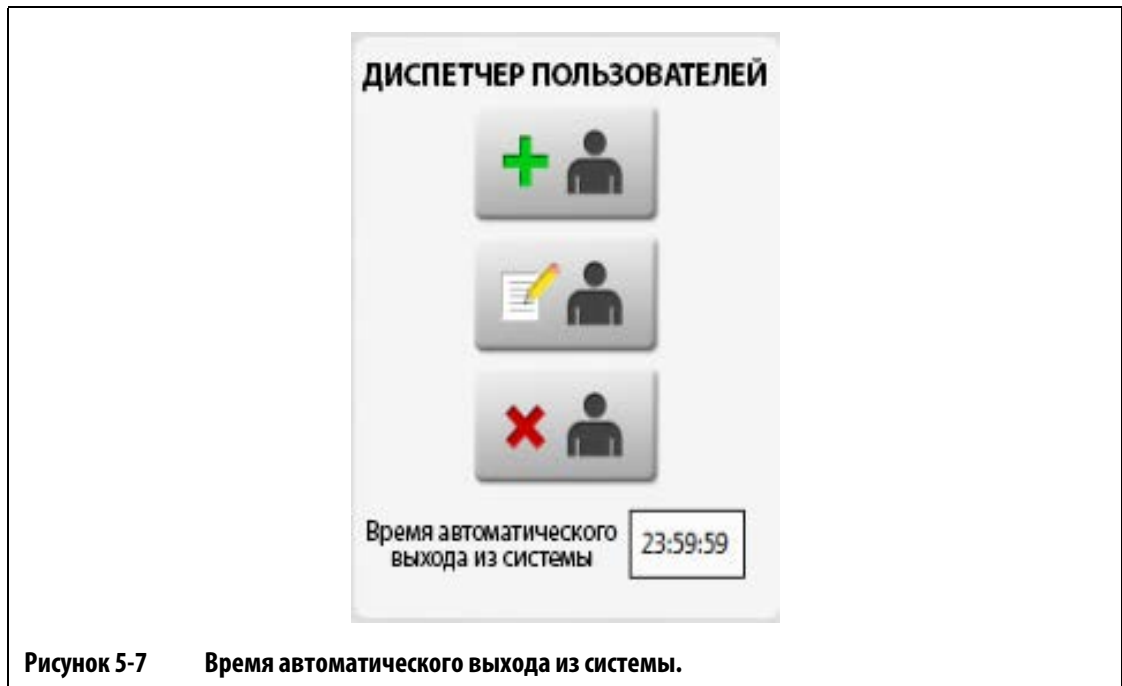 ДИСПЕТЧЕР ПОЛЬЗОВАТЕЛЕЙ
Время автоматического
выхода из системы
23:59:59
Рисунок 5-7 Время автоматического выхода из системы.